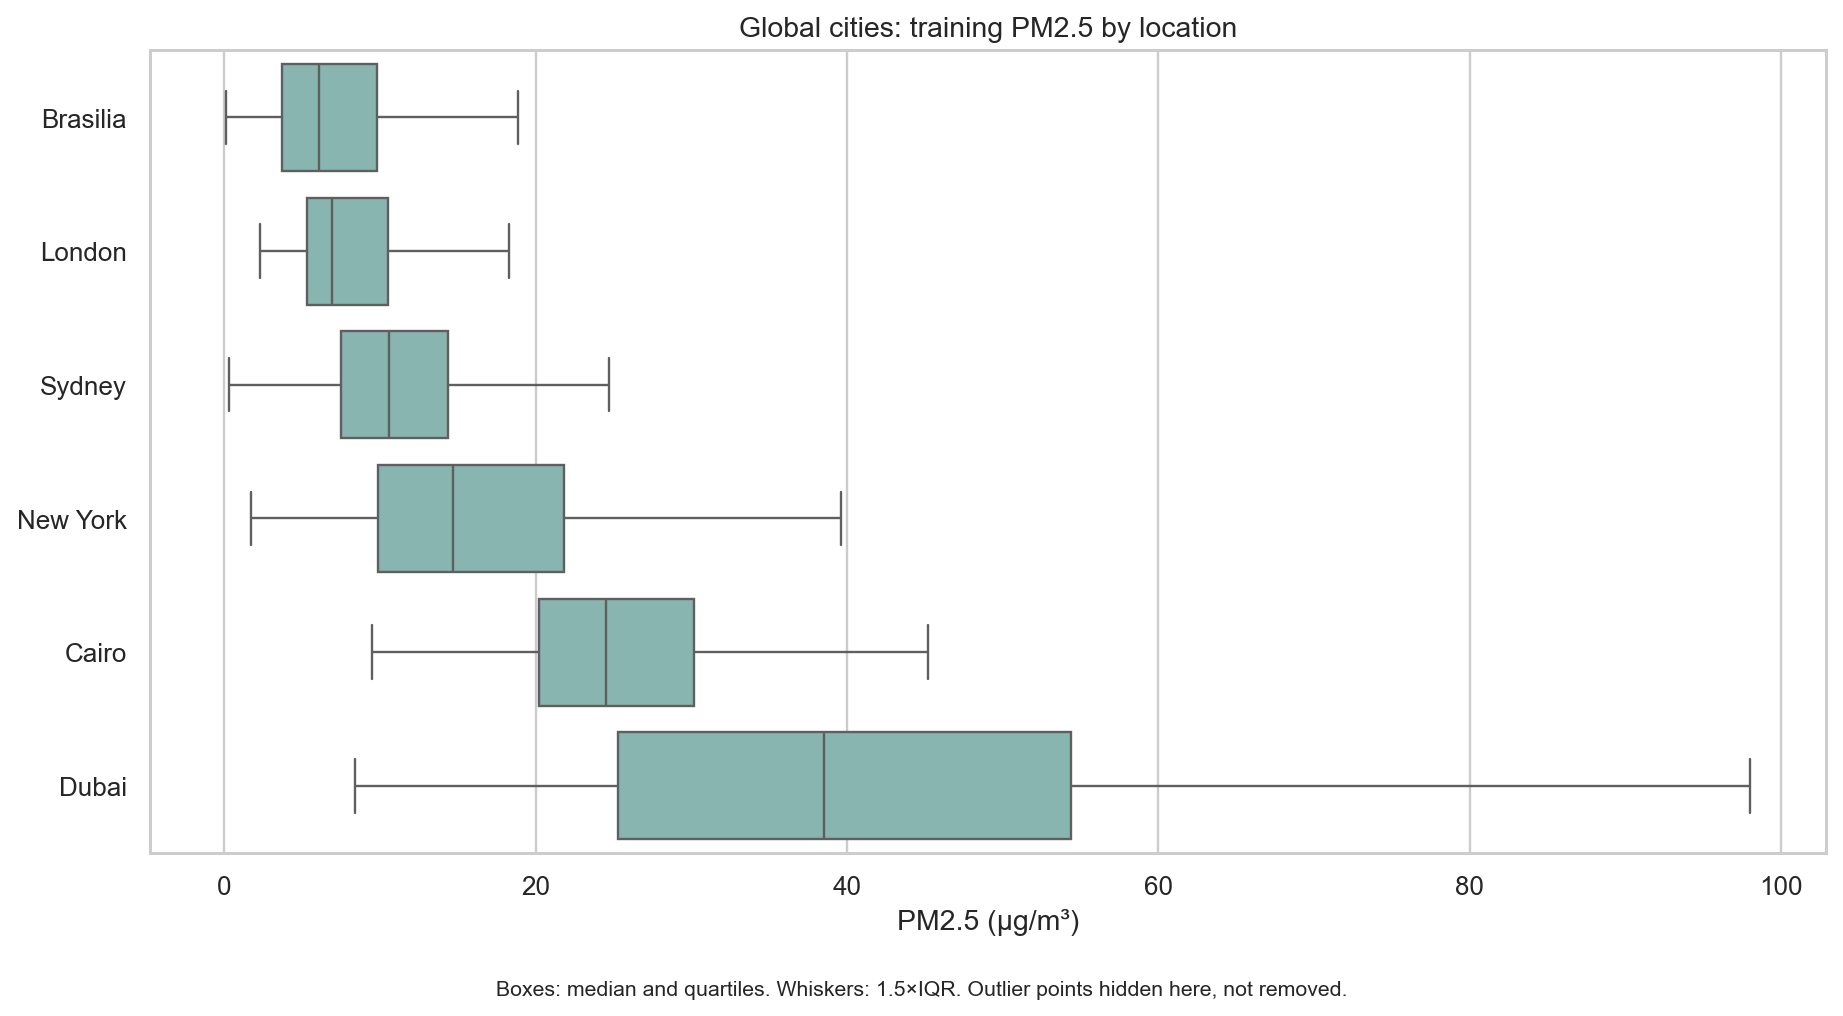 Global cities: training PM2.5 by location
Brasilia
London
Sydney
New York
Cairo
Dubai
0 20 40 60 80 100
PM2.5 (µg/m³)
Boxes: median and quartiles. Whiskers: 1.5×IQR. Outlier points hidden here, not removed.